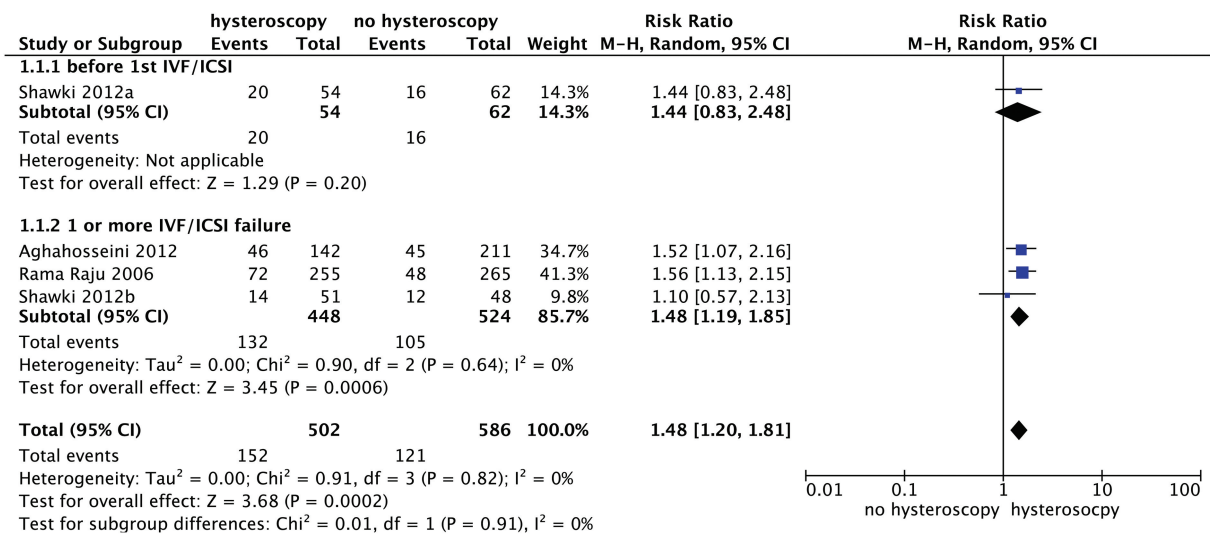 hysteroscopy no hysteroscopy Risk Ratio Risk Ratio
Study or Subgroup Events Total Events Total Weight M-H, Random, 95% CI M-H, Random, 95% CI
1.1.1 before 1st IVF/ICSI
Shawki 2012a 20 54 16 62 14.3% 1.44 [0.83, 2.48]
Subtotal (95% CI) 54 62 14.3% 1.44 [0.83, 2.48]
Total events 20 16
Heterogeneity: Not applicable
Test for overall effect: Z = 1.29 (P = 0.20)
1.1.2 1 or more IVF/ICSI failure
Aghahosseini 2012 46 142 45 211 34.7% 1.52 [1.07, 2.16]
Rama Raju 2006 72 255 48 265 41.3% 1.56 [1.13, 2.15]
Shawki 2012b 14 51 12 48 9.8% 1.10 [0.57, 2.13]
Subtotal (95% CI) 448 524 85.7% 1.48 [1.19, 1.85]
Total events 132 105
Heterogeneity: Tau² = 0.00; Chi² = 0.90, df = 2 (P = 0.64); I² = 0%
Test for overall effect: Z = 3.45 (P = 0.0006)
Total (95% CI) 502 586 100.0% 1.48 [1.20, 1.81]
Total events 152 121
Heterogeneity: Tau² = 0.00; Chi² = 0.91, df = 3 (P = 0.82); I² = 0%
Test for overall effect: Z = 3.68 (P = 0.0002)
Test for subgroup differences: Chi² = 0.01, df = 1 (P = 0.91), I² = 0%
0.01 0.1 1 10 100
no hysteroscopy hystersocpy